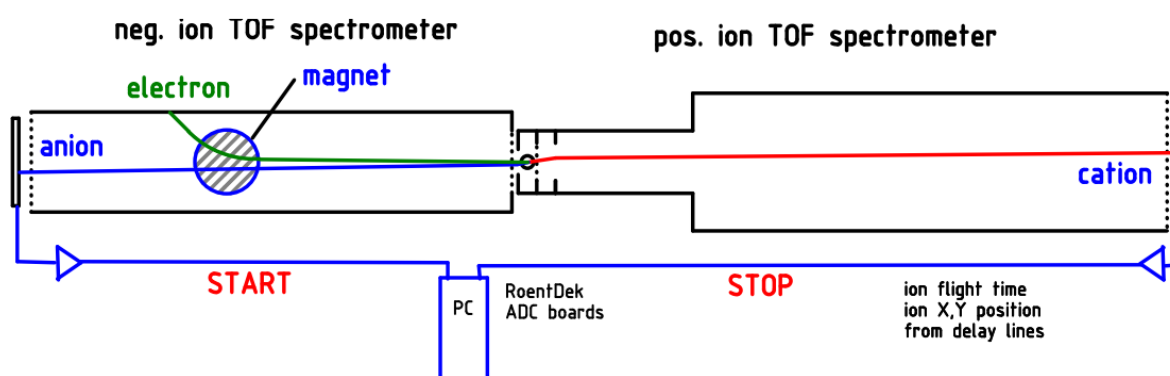 neg. ion TOF spectrometer
pos. ion TOF spectrometer
electron
magnet
anion
cation
START
STOP
PC
RoentDek
ADC boards
ion flight time
ion X,Y position
from delay lines